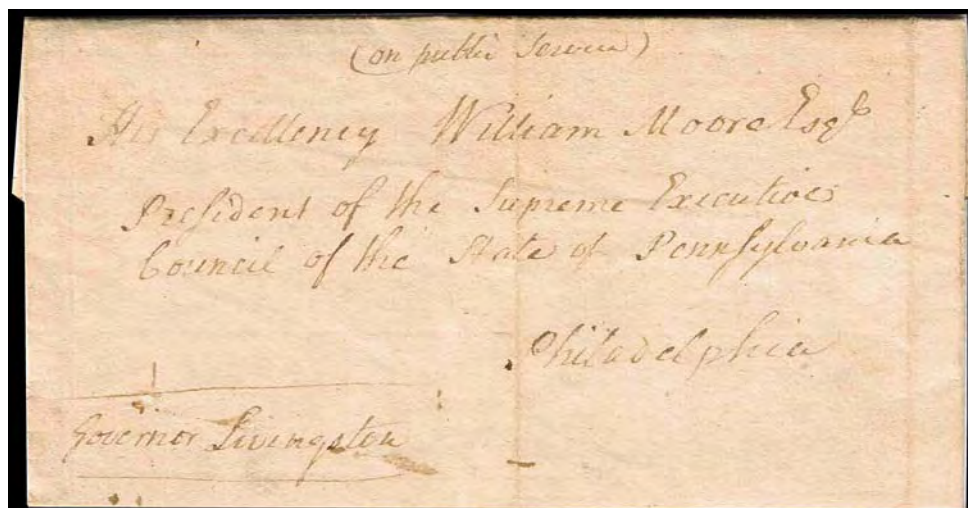 (on public Service)
His Excellency William Moore Esqr
President of the Supreme Executive
Council of the State of Pennsylvania
Philadelphia
Governor Livingston